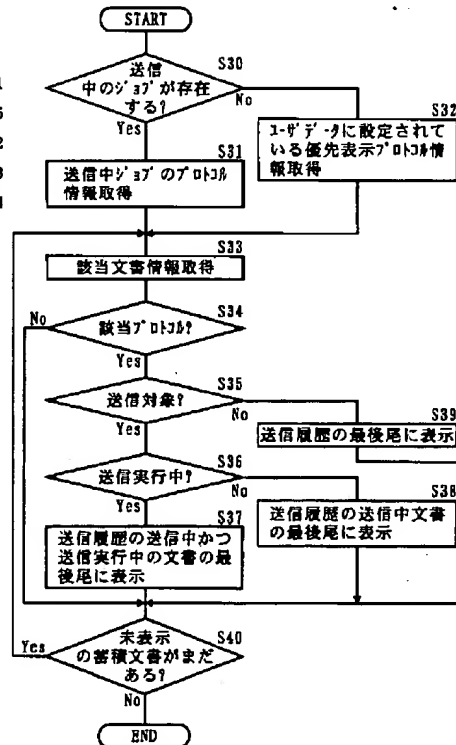 START
S30
送信
中のジョブが存在
する?
No
Yes
S32
ユーザデータに設定されて
いる優先表示プロトコル情
報取得
S31
送信中ジョブのプロトコル
情報取得
S33
該当文書情報取得
S34
No
該当プロトコル?
Yes
S35
送信対象?
No
Yes
S39
送信履歴の最後尾に表示
S36
送信実行中?
No
Yes
S38
送信履歴の送信中文書
の最後尾に表示
S37
送信履歴の送信中かつ
送信実行中の文書の最
後尾に表示
S40
未表示
の蓄積文書がまだ
ある?
Yes
No
END